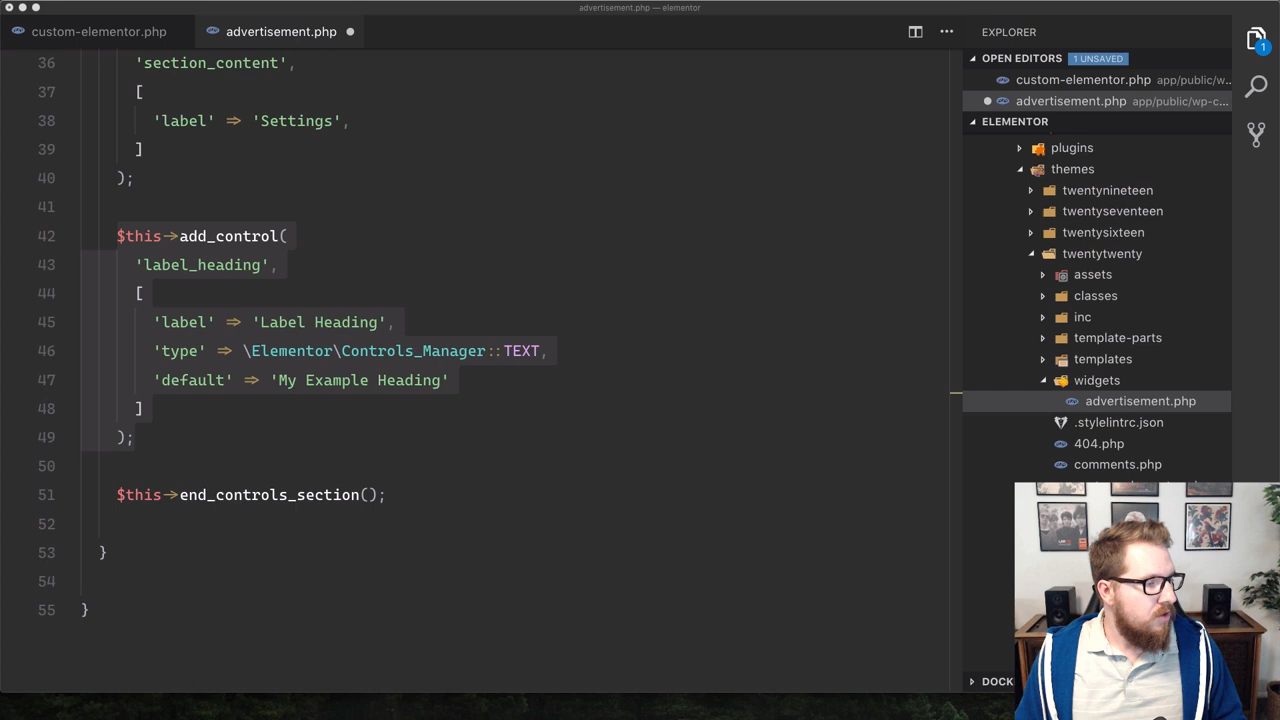 advertisement.php — elementor
custom-elementor.php
advertisement.php
36 'section_content',
37 [
38 'label' => 'Settings',
39 ]
40 );
41
42 $this->add_control(
43 'label_heading',
44 [
45 'label' => 'Label Heading',
46 'type' => \Elementor\Controls_Manager::TEXT,
47 'default' => 'My Example Heading'
48 ]
49 );
50
51 $this->end_controls_section();
52
53 }
54
55 }
EXPLORER
OPEN EDITORS 1 UNSAVED
custom-elementor.php app/public/w...
advertisement.php app/public/wp-c...
ELEMENTOR
plugins
themes
twentynineteen
twentyseventeen
twentysixteen
twentytwenty
assets
classes
inc
template-parts
templates
widgets
advertisement.php
.stylelintrc.json
404.php
comments.php
DOCK
1